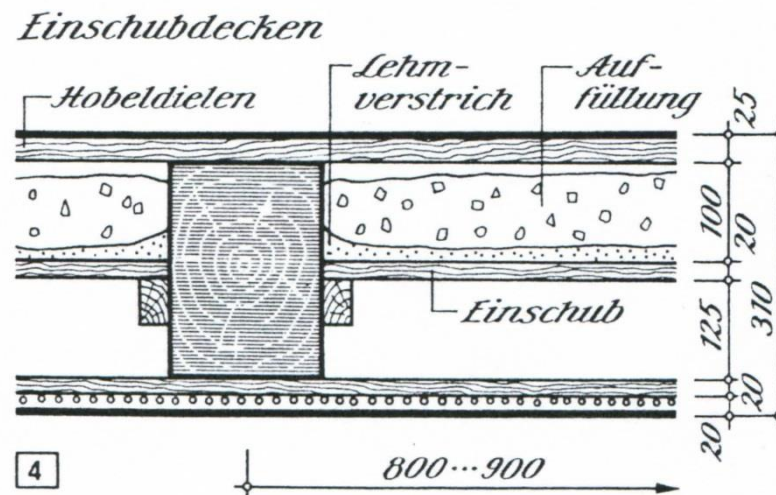 Einschubdecken
Hobeldielen
Lehm-
verstrich
Auf-
füllung
Einschub
25
100
20
125
20
20
310
4
800...900